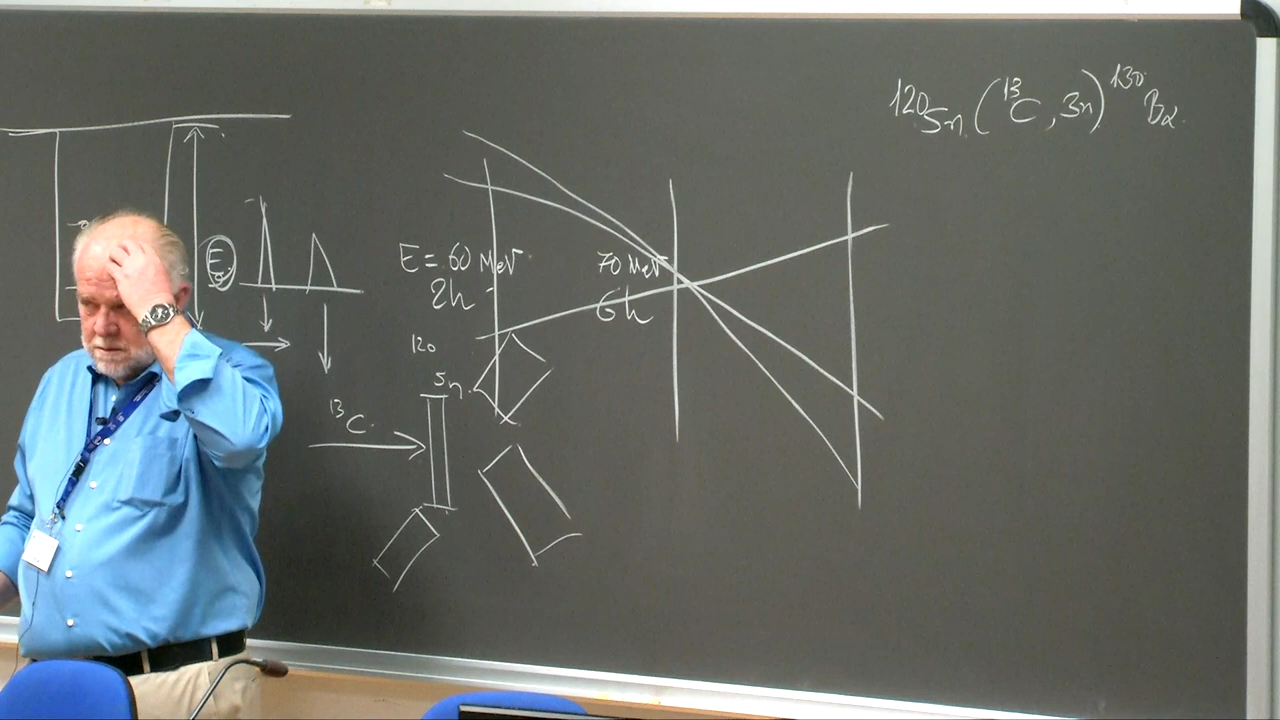 ¹²⁰Sn (¹³C, 3n) ¹³⁰Ba
E
E = 60 MeV
70 MeV
2h
6h
120
Sn
¹³C